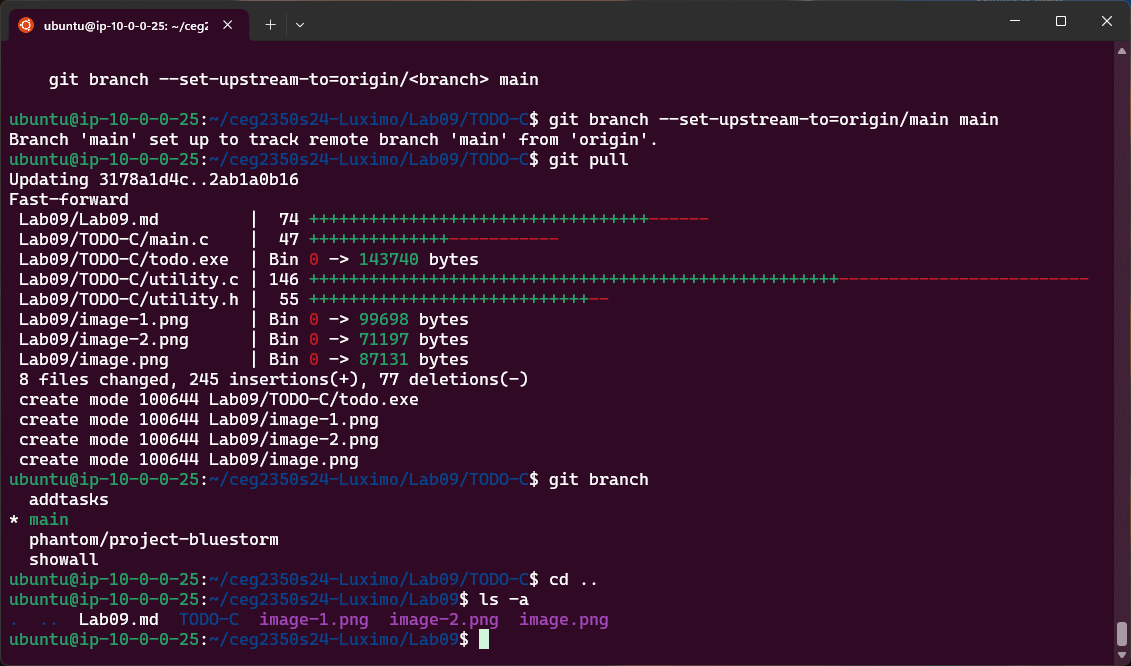 ubuntu@ip-10-0-0-25: ~/ceg2
git branch --set-upstream-to=origin/<branch> main
ubuntu@ip-10-0-0-25:~/ceg2350s24-Luximo/Lab09/TODO-C$ git branch --set-upstream-to=origin/main main
Branch 'main' set up to track remote branch 'main' from 'origin'.
ubuntu@ip-10-0-0-25:~/ceg2350s24-Luximo/Lab09/TODO-C$ git pull
Updating 3178a1d4c..2ab1a0b16
Fast-forward
 Lab09/Lab09.md         |  74 ++++++++++++++++++++++++++++++++++------
 Lab09/TODO-C/main.c    |  47 ++++++++++++++-----------
 Lab09/TODO-C/todo.exe  | Bin 0 -> 143740 bytes
 Lab09/TODO-C/utility.c | 146 +++++++++++++++++++++++++++++++++++++++++++++++++++++-------------------------
 Lab09/TODO-C/utility.h |  55 ++++++++++++++++++++++++++++--
 Lab09/image-1.png      | Bin 0 -> 99698 bytes
 Lab09/image-2.png      | Bin 0 -> 71197 bytes
 Lab09/image.png        | Bin 0 -> 87131 bytes
 8 files changed, 245 insertions(+), 77 deletions(-)
 create mode 100644 Lab09/TODO-C/todo.exe
 create mode 100644 Lab09/image-1.png
 create mode 100644 Lab09/image-2.png
 create mode 100644 Lab09/image.png
ubuntu@ip-10-0-0-25:~/ceg2350s24-Luximo/Lab09/TODO-C$ git branch
  addtasks
* main
  phantom/project-bluestorm
  showall
ubuntu@ip-10-0-0-25:~/ceg2350s24-Luximo/Lab09/TODO-C$ cd ..
ubuntu@ip-10-0-0-25:~/ceg2350s24-Luximo/Lab09$ ls -a
.  ..  Lab09.md  TODO-C  image-1.png  image-2.png  image.png
ubuntu@ip-10-0-0-25:~/ceg2350s24-Luximo/Lab09$